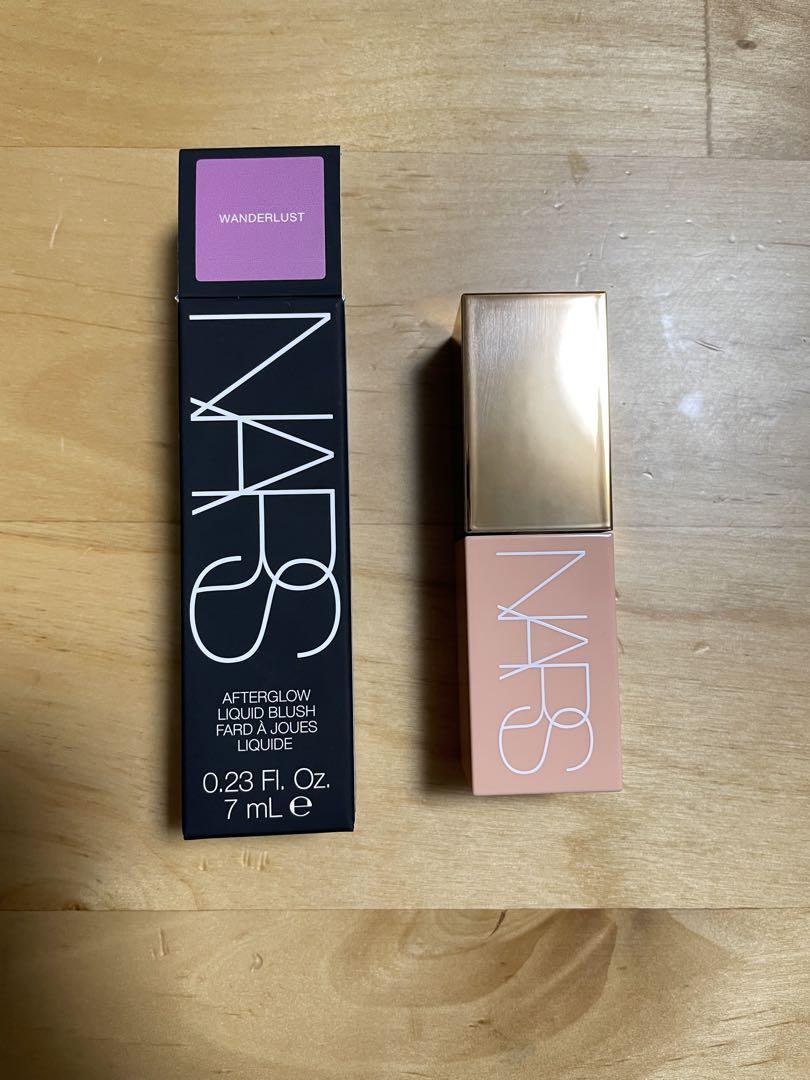 WANDERLUST
NARS
AFTERGLOW
LIQUID BLUSH
FARD À JOUES
LIQUIDE
0.23 Fl. Oz.
7 mL ℮
NARS